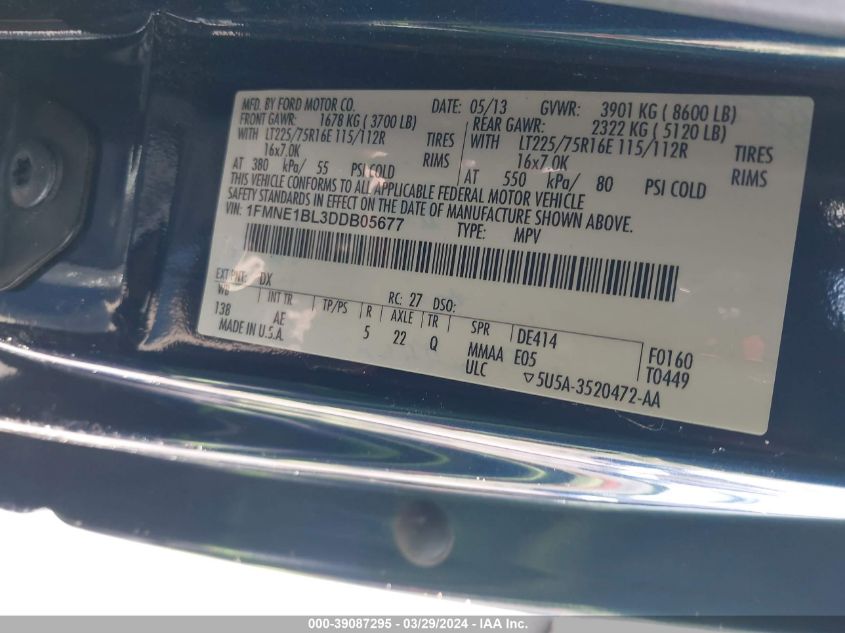 MFD. BY FORD MOTOR CO. DATE: 05/13 GVWR: 3901 KG ( 8600 LB)
FRONT GAWR: 1678 KG ( 3700 LB) REAR GAWR: 2322 KG ( 5120 LB)
WITH LT225/75R16E 115/112R TIRES WITH LT225/75R16E 115/112R TIRES
16x7.0K RIMS 16x7.0K RIMS
AT 380 kPa/ 55 PSI COLD AT 550 kPa/ 80 PSI COLD
THIS VEHICLE CONFORMS TO ALL APPLICABLE FEDERAL MOTOR VEHICLE
SAFETY STANDARDS IN EFFECT ON THE DATE OF MANUFACTURE SHOWN ABOVE.
VIN: 1FMNE1BL3DDB05677 TYPE: MPV
EXT PNT: DX RC: 27 DSO:
WB INT TR TP/PS R AXLE TR SPR
138 AE 5 22 Q MMAA
DE414
E05
F0160
T0449
MADE IN U.S.A. ULC ▽5U5A-3520472-AA
000-39087295 - 03/29/2024 - IAA Inc.